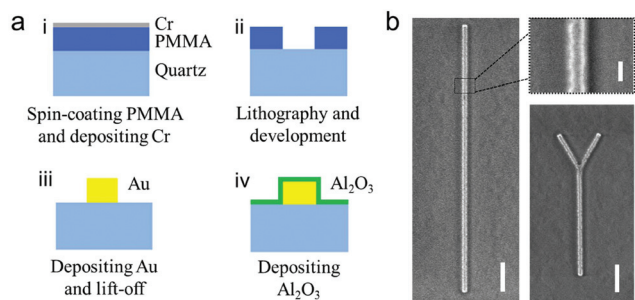 a
i
Cr
PMMA
Quartz
Spin-coating PMMA
and depositing Cr
ii
Lithography and
development
iii
Au
Depositing Au
and lift-off
iv
Al₂O₃
Depositing
Al₂O₃
b